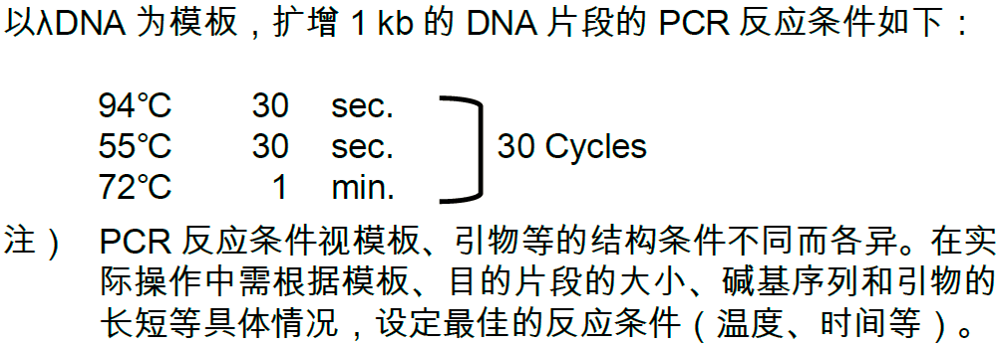 以λDNA 为模板，扩增 1 kb 的 DNA 片段的 PCR 反应条件如下：
94℃ 30 sec.
55℃ 30 sec. 30 Cycles
72℃ 1 min.
注） PCR 反应条件视模板、引物等的结构条件不同而各异。在实
际操作中需根据模板、目的片段的大小、碱基序列和引物的
长短等具体情况，设定最佳的反应条件（温度、时间等）。